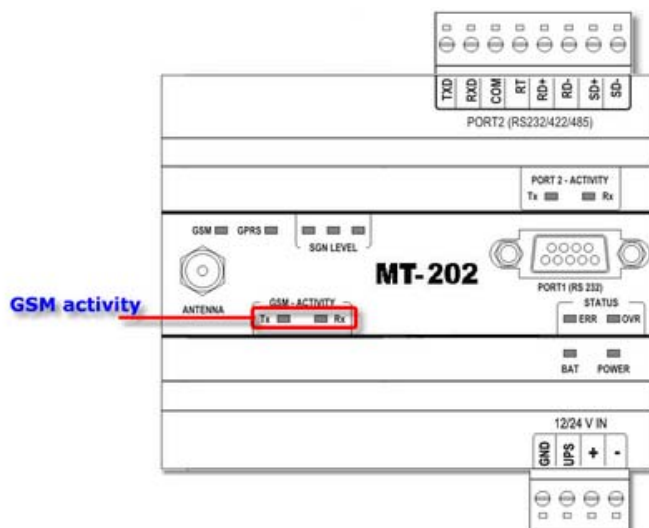 TXD RXD COM RT RD+ RD- SD+ SD-
PORT2 (RS232/422/485)
PORT 2 - ACTIVITY
Tx Rx
GSM GPRS
SGN LEVEL
MT-202
ANTENNA
PORT1 (RS 232)
GSM activity
GSM - ACTIVITY
Tx Rx
STATUS
ERR OVR
BAT POWER
12/24 V IN
GND UPS + -